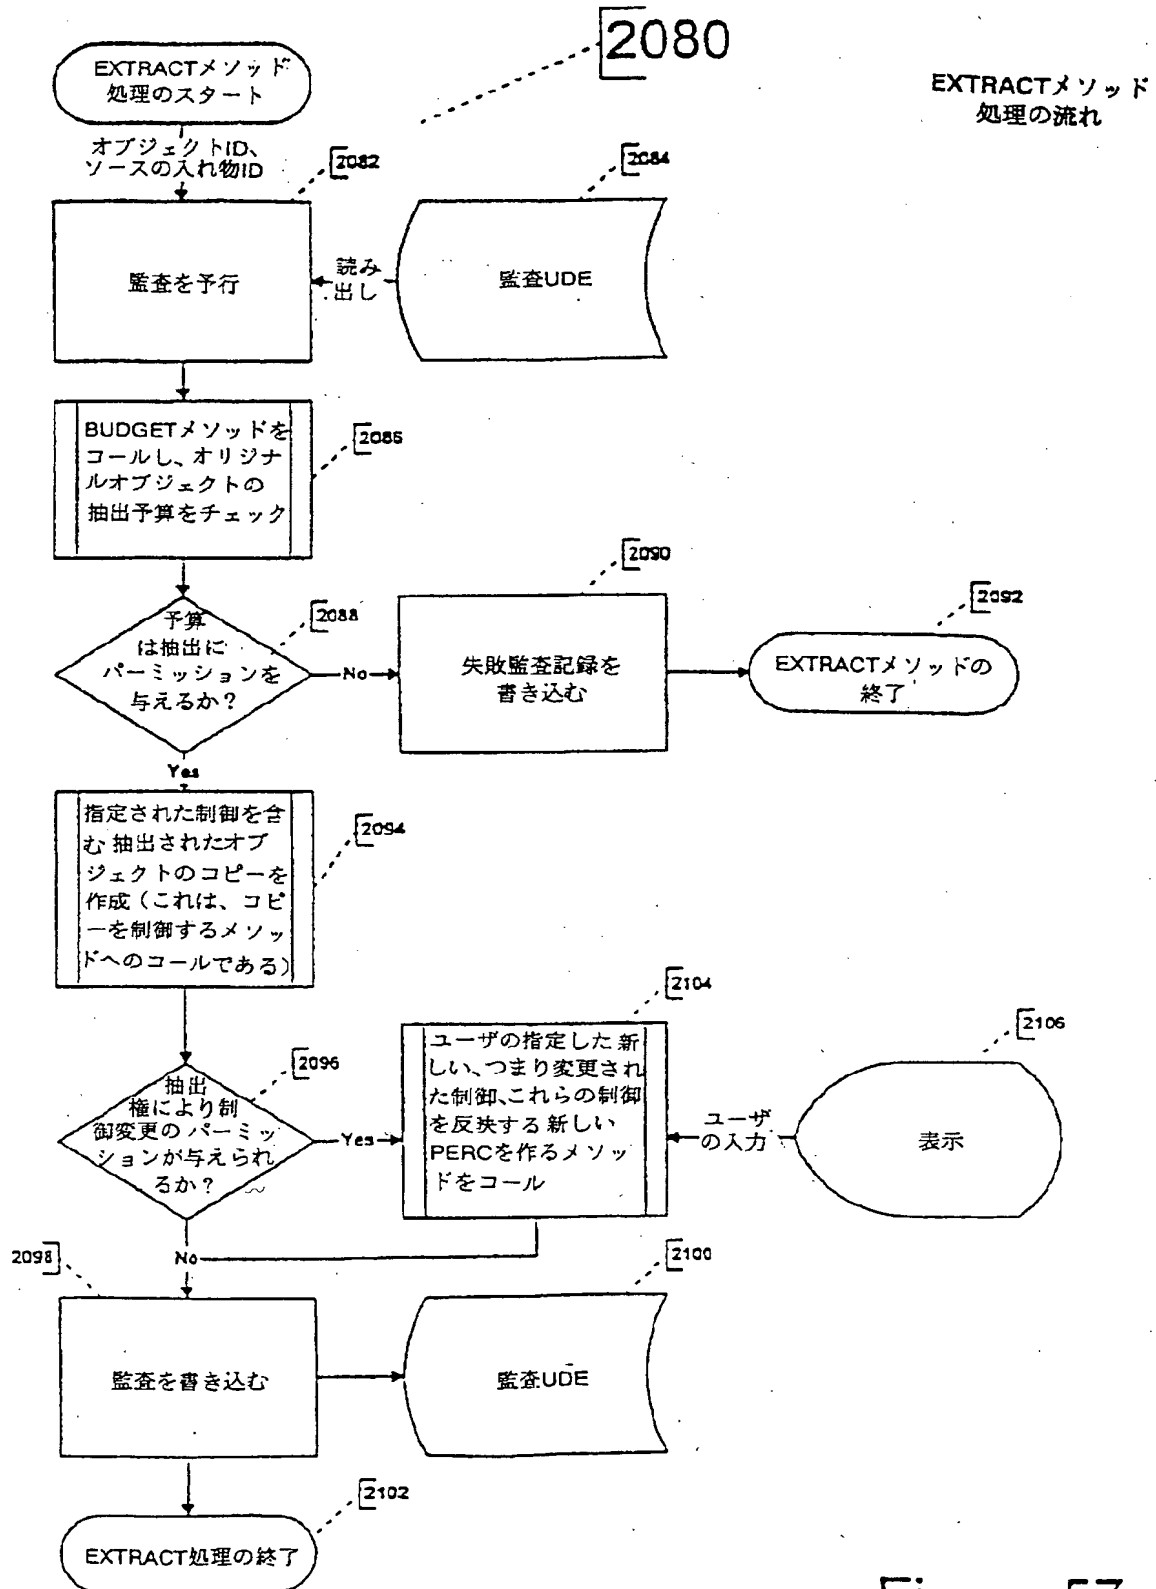 2080
EXTRACTメソッド
処理のスタート
EXTRACTメソッド
処理の流れ
オブジェクトID、
ソースの入れ物ID
2082
2084
監査を予行
読み
出し
監査UDE
BUDGETメソッドを
コールし、オリジナ
ルオブジェクトの
抽出予算をチェック
2086
2090
2092
予算
は抽出に
パーミッションを
与えるか?
2088
No
失敗監査記録を
書き込む
EXTRACTメソッドの
終了
Yes
指定された制御を含
む抽出されたオブ
ジェクトのコピーを
作成(これは、コピ
ーを制御するメソッ
ドへのコールである)
2094
2104
2106
抽出
権により制
御変更のパーミッ
ションが与えられ
るか?
2096
Yes
ユーザの指定した新
しい、つまり変更され
た制御、これらの制御
を反映する新しい
PERCを作るメソッ
ドをコール
ユーザ
の入力
表示
No
2098
2100
監査を書き込む
監査UDE
2102
EXTRACT処理の終了